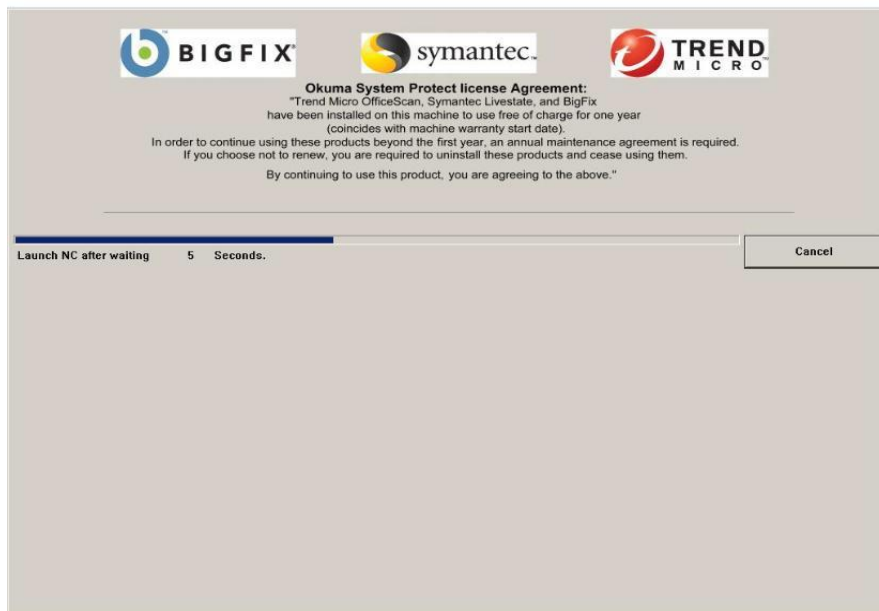 BIGFIX
symantec.
TREND
MICRO
Okuma System Protect license Agreement:
"Trend Micro OfficeScan, Symantec Livestate, and BigFix
have been installed on this machine to use free of charge for one year
(coincides with machine warranty start date).
In order to continue using these products beyond the first year, an annual maintenance agreement is required.
If you choose not to renew, you are required to uninstall these products and cease using them.
By continuing to use this product, you are agreeing to the above."
Launch NC after waiting 5 Seconds.
Cancel